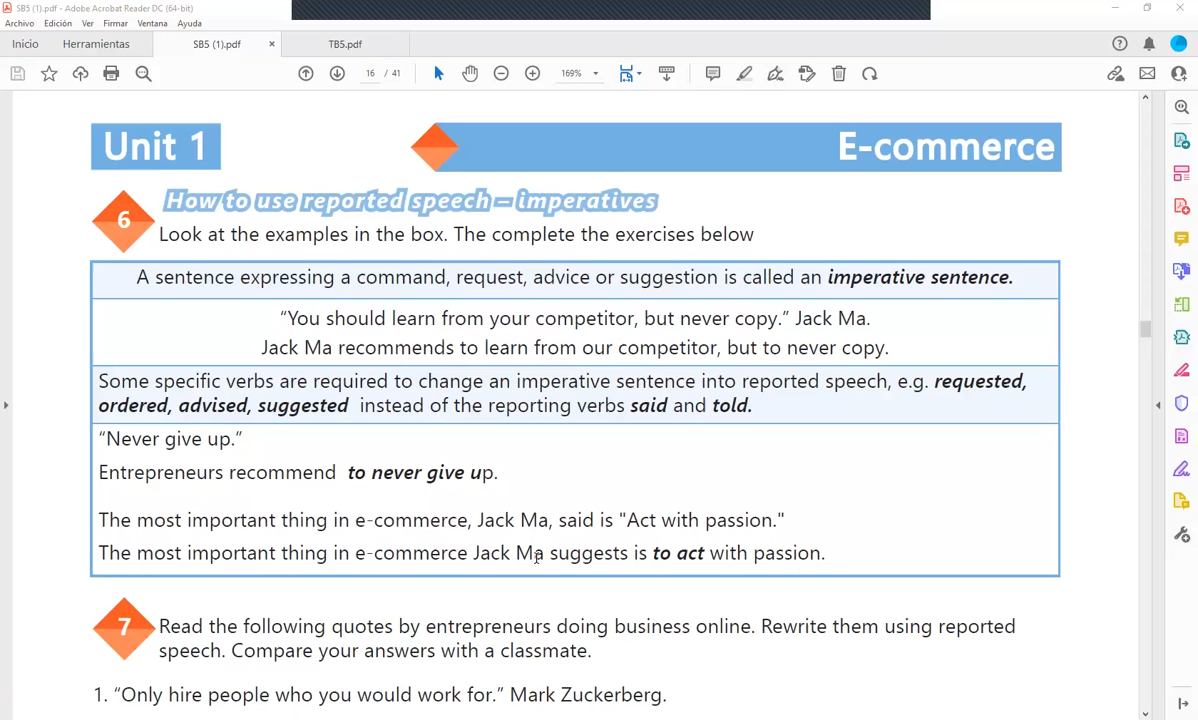 SB5 (1).pdf - Adobe Acrobat Reader DC (64-bit)
Archivo Edición Ver Firmar Ventana Ayuda
Inicio Herramientas SB5 (1).pdf × TB5.pdf
16 / 41 169%
Unit 1 E-commerce
6 How to use reported speech – imperatives
Look at the examples in the box. The complete the exercises below
A sentence expressing a command, request, advice or suggestion is called an imperative sentence.
“You should learn from your competitor, but never copy.” Jack Ma.
Jack Ma recommends to learn from our competitor, but to never copy.
Some specific verbs are required to change an imperative sentence into reported speech, e.g. requested,
ordered, advised, suggested instead of the reporting verbs said and told.
“Never give up.”
Entrepreneurs recommend to never give up.
The most important thing in e-commerce, Jack Ma, said is "Act with passion."
The most important thing in e-commerce Jack Ma suggests is to act with passion.
7 Read the following quotes by entrepreneurs doing business online. Rewrite them using reported
speech. Compare your answers with a classmate.
1. “Only hire people who you would work for.” Mark Zuckerberg.